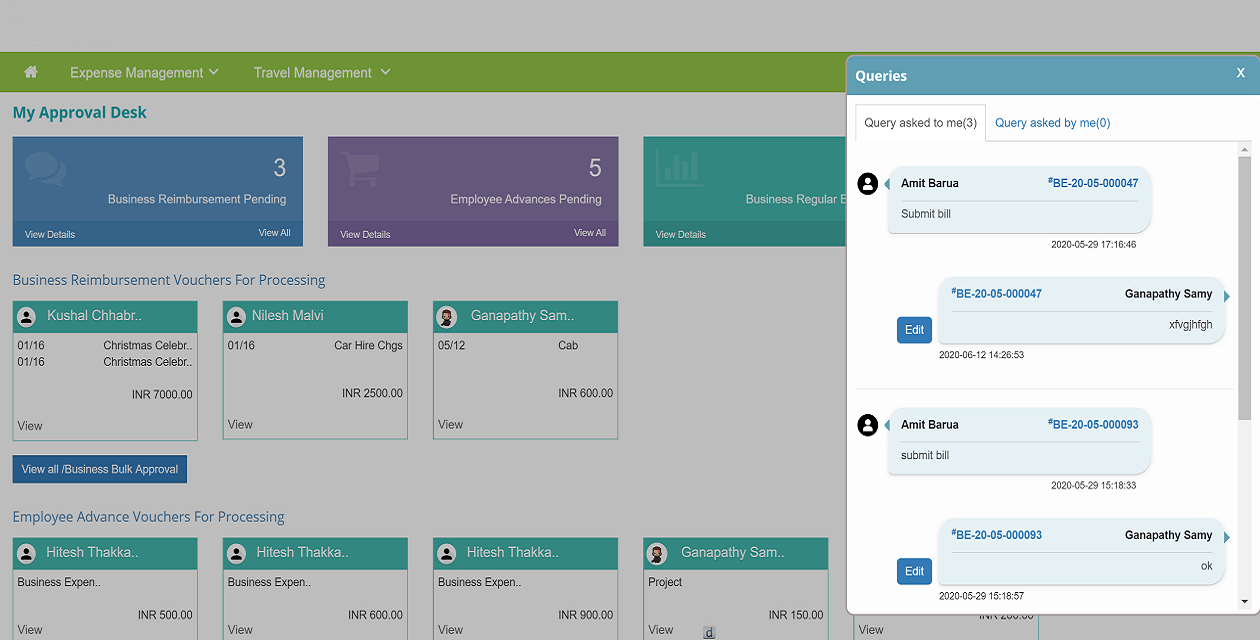 Expense Management
Travel Management
My Approval Desk
3
Business Reimbursement Pending
View Details
View All
5
Employee Advances Pending
View Details
View All
Business Regular
View Details
Business Reimbursement Vouchers For Processing
Kushal Chhabr..
01/16 Christmas Celebr..
01/16 Christmas Celebr..
INR 7000.00
View
Nilesh Malvi
01/16 Car Hire Chgs
INR 2500.00
View
Ganapathy Sam..
05/12 Cab
INR 600.00
View
View all /Business Bulk Approval
Employee Advance Vouchers For Processing
Hitesh Thakka..
Business Expen..
INR 500.00
View
Hitesh Thakka..
Business Expen..
INR 600.00
View
Hitesh Thakka..
Business Expen..
INR 900.00
View
Ganapathy Sam..
Project
INR 150.00
View
d
INR 200.00
View
Queries
X
Query asked to me(3)
Query asked by me(0)
Amit Barua #BE-20-05-000047
Submit bill
2020-05-29 17:16:46
#BE-20-05-000047 Ganapathy Samy
xfvgjhfgh
Edit
2020-06-12 14:26:53
Amit Barua #BE-20-05-000093
submit bill
2020-05-29 15:18:33
#BE-20-05-000093 Ganapathy Samy
ok
Edit
2020-05-29 15:18:57